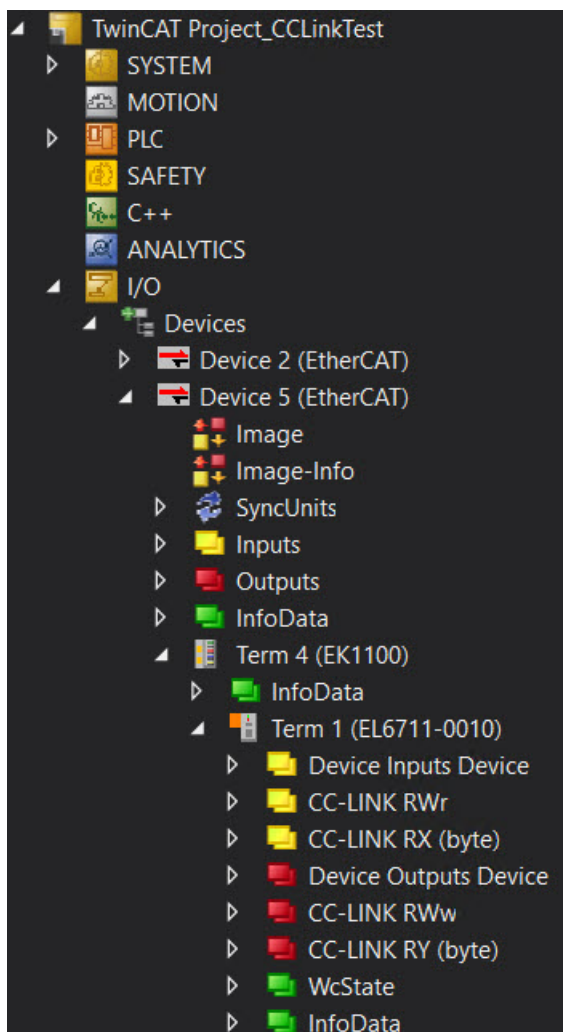 TwinCAT Project_CCLinkTest
SYSTEM
MOTION
PLC
SAFETY
C++
ANALYTICS
I/O
Devices
Device 2 (EtherCAT)
Device 5 (EtherCAT)
Image
Image-Info
SyncUnits
Inputs
Outputs
InfoData
Term 4 (EK1100)
InfoData
Term 1 (EL6711-0010)
Device Inputs Device
CC-LINK RWr
CC-LINK RX (byte)
Device Outputs Device
CC-LINK RWw
CC-LINK RY (byte)
WcState
InfoData